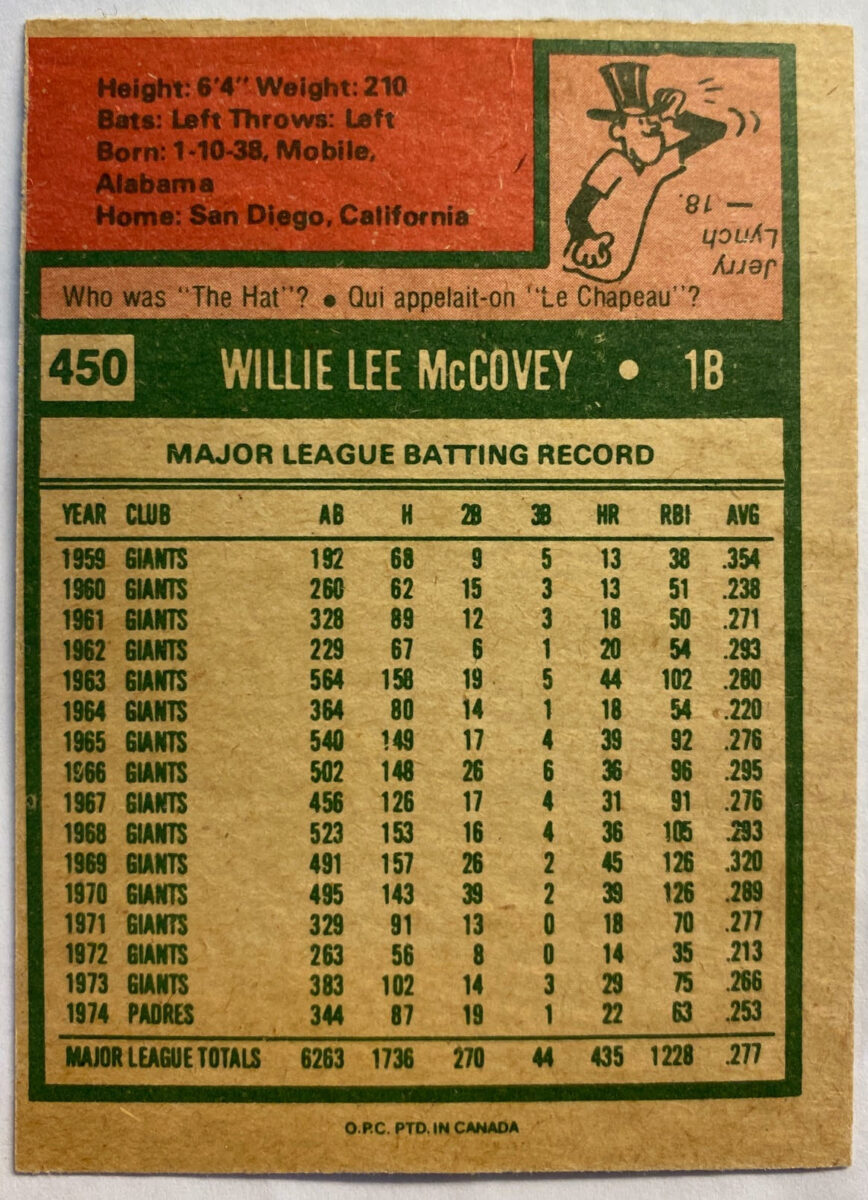 Height: 6'4" Weight: 210
Bats: Left Throws: Left
Born: 1-10-38, Mobile,
Alabama
Home: San Diego, California
Jerry
Lynch
— 18.
Who was "The Hat"? • Qui appelait-on "Le Chapeau"?
450 WILLIE LEE McCOVEY • 1B
MAJOR LEAGUE BATTING RECORD
YEAR CLUB AB H 2B 3B HR RBI AVG
1959 GIANTS 192 68 9 5 13 38 .354
1960 GIANTS 260 62 15 3 13 51 .238
1961 GIANTS 328 89 12 3 18 50 .271
1962 GIANTS 229 67 6 1 20 54 .293
1963 GIANTS 564 158 19 5 44 102 .280
1964 GIANTS 364 80 14 1 18 54 .220
1965 GIANTS 540 149 17 4 39 92 .276
1966 GIANTS 502 148 26 6 36 96 .295
1967 GIANTS 456 126 17 4 31 91 .276
1968 GIANTS 523 153 16 4 36 105 .293
1969 GIANTS 491 157 26 2 45 126 .320
1970 GIANTS 495 143 39 2 39 126 .289
1971 GIANTS 329 91 13 0 18 70 .277
1972 GIANTS 263 56 8 0 14 35 .213
1973 GIANTS 383 102 14 3 29 75 .266
1974 PADRES 344 87 19 1 22 63 .253
MAJOR LEAGUE TOTALS 6263 1736 270 44 435 1228 .277
O.P.C. PTD. IN CANADA